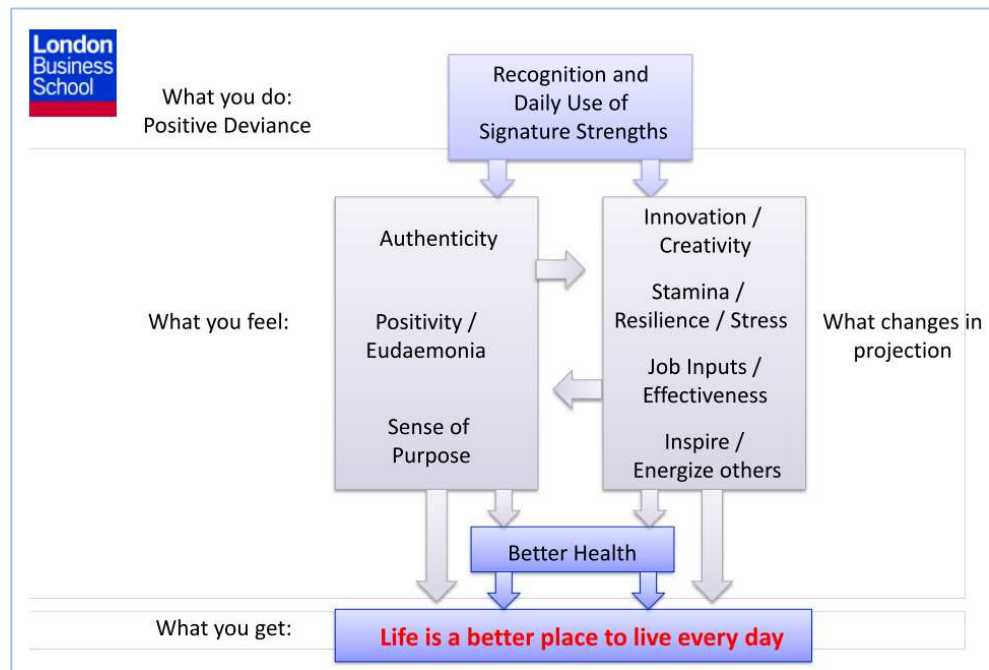 London
Business
School
What you do:
Positive Deviance
Recognition and
Daily Use of
Signature Strengths
What you feel:
Authenticity
Positivity /
Eudaemonia
Sense of
Purpose
Innovation /
Creativity
Stamina /
Resilience / Stress
Job Inputs /
Effectiveness
Inspire /
Energize others
What changes in
projection
Better Health
What you get:
Life is a better place to live every day